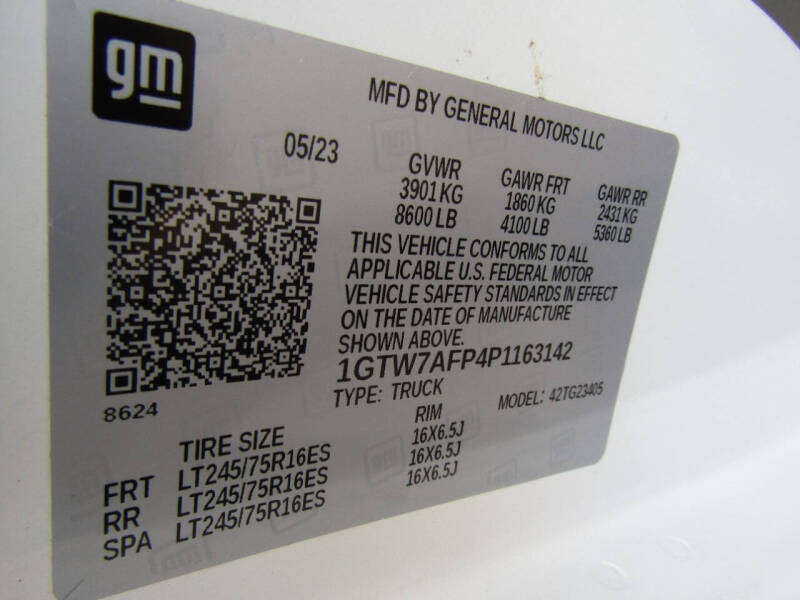 gm
MFD BY GENERAL MOTORS LLC
05/23
GVWR GAWR FRT GAWR RR
3901 KG 1860 KG 2431 KG
8600 LB 4100 LB 5360 LB
THIS VEHICLE CONFORMS TO ALL
APPLICABLE U.S. FEDERAL MOTOR
VEHICLE SAFETY STANDARDS IN EFFECT
ON THE DATE OF MANUFACTURE
SHOWN ABOVE.
1GTW7AFP4P1163142
TYPE: TRUCK MODEL: 42TG23405
8624
TIRE SIZE RIM
FRT LT245/75R16ES 16X6.5J
RR LT245/75R16ES 16X6.5J
SPA LT245/75R16ES 16X6.5J